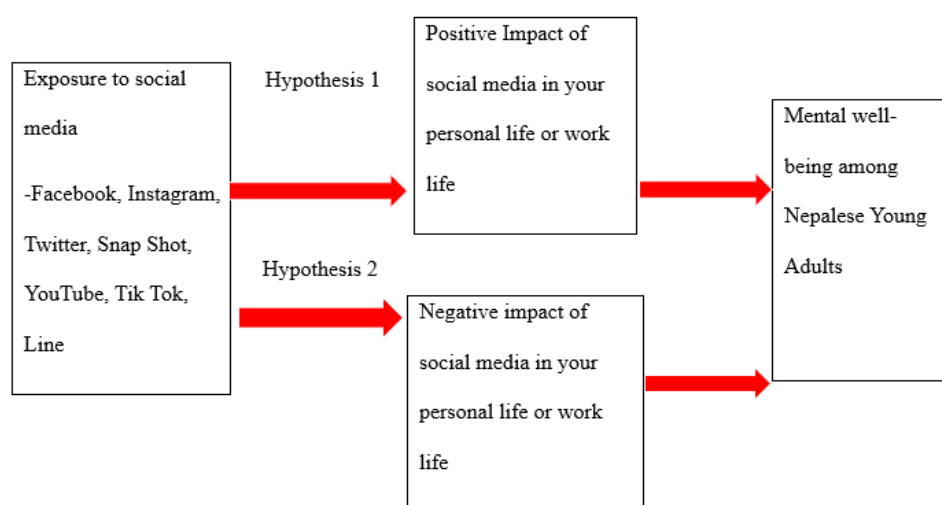 Exposure to social
media
-Facebook, Instagram,
Twitter, Snap Shot,
YouTube, Tik Tok,
Line
Hypothesis 1
Hypothesis 2
Positive Impact of
social media in your
personal life or work
life
Negative impact of
social media in your
personal life or work
life
Mental well-
being among
Nepalese Young
Adults